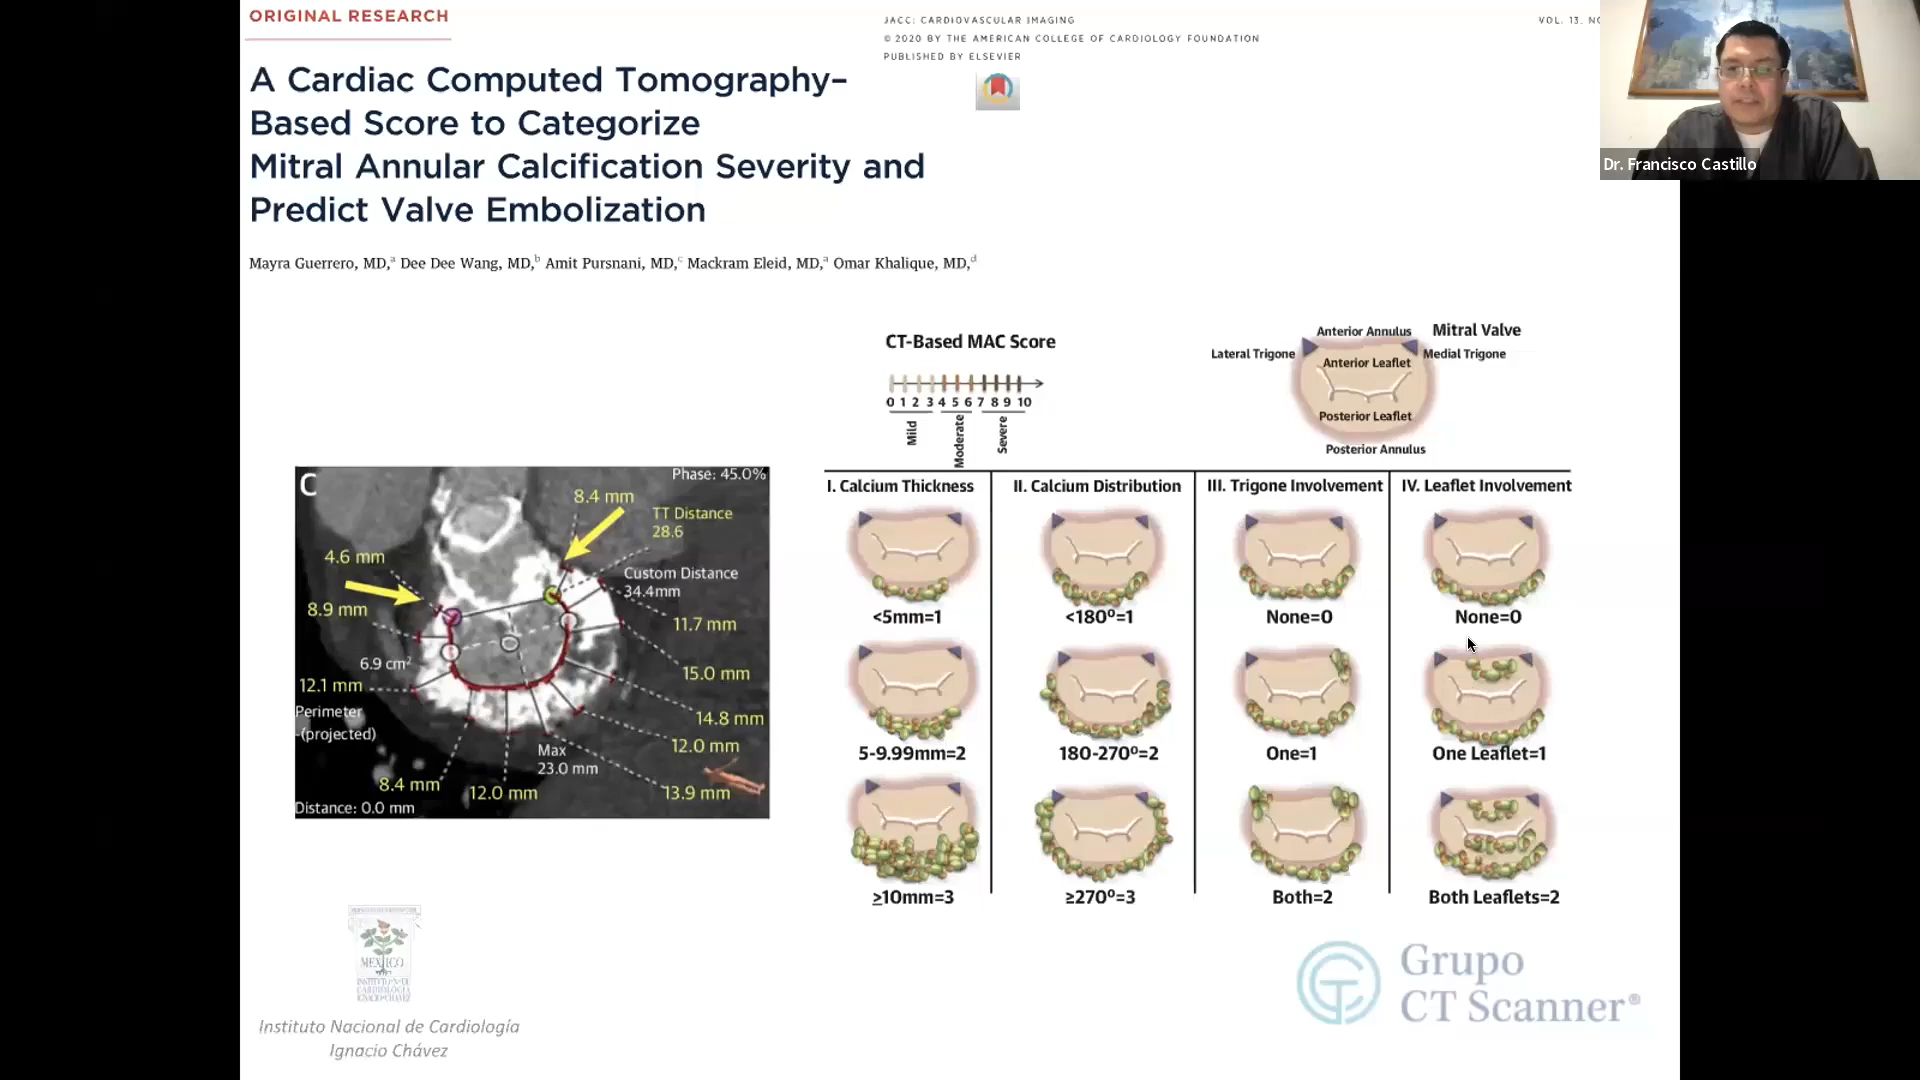 ORIGINAL RESEARCH
JACC: CARDIOVASCULAR IMAGING
© 2020 BY THE AMERICAN COLLEGE OF CARDIOLOGY FOUNDATION
PUBLISHED BY ELSEVIER
VOL. 13, NO
Dr. Francisco Castillo
A Cardiac Computed Tomography–
Based Score to Categorize
Mitral Annular Calcification Severity and
Predict Valve Embolization
Mayra Guerrero, MD,a Dee Dee Wang, MD,b Amit Pursnani, MD,c Mackram Eleid, MD,a Omar Khalique, MD,d
CT-Based MAC Score
0 1 2 3 4 5 6 7 8 9 10
Mild
Moderate
Severe
Mitral Valve
Anterior Annulus
Lateral Trigone
Medial Trigone
Anterior Leaflet
Posterior Leaflet
Posterior Annulus
C
Phase: 45.0%
8.4 mm
TT Distance
28.6
4.6 mm
Custom Distance
34.4mm
8.9 mm
11.7 mm
6.9 cm²
15.0 mm
12.1 mm
Perimeter
-(projected)
14.8 mm
12.0 mm
Max
23.0 mm
8.4 mm
12.0 mm
13.9 mm
Distance: 0.0 mm
I. Calcium Thickness
<5mm=1
5-9.99mm=2
≥10mm=3
II. Calcium Distribution
<180º=1
180-270º=2
≥270º=3
III. Trigone Involvement
None=0
One=1
Both=2
IV. Leaflet Involvement
None=0
One Leaflet=1
Both Leaflets=2
MEXICO
INSTITUTO N. DE
CARDIOLOGIA
IGNACIO CHAVEZ
Instituto Nacional de Cardiología
Ignacio Chávez
Grupo
CT Scanner®